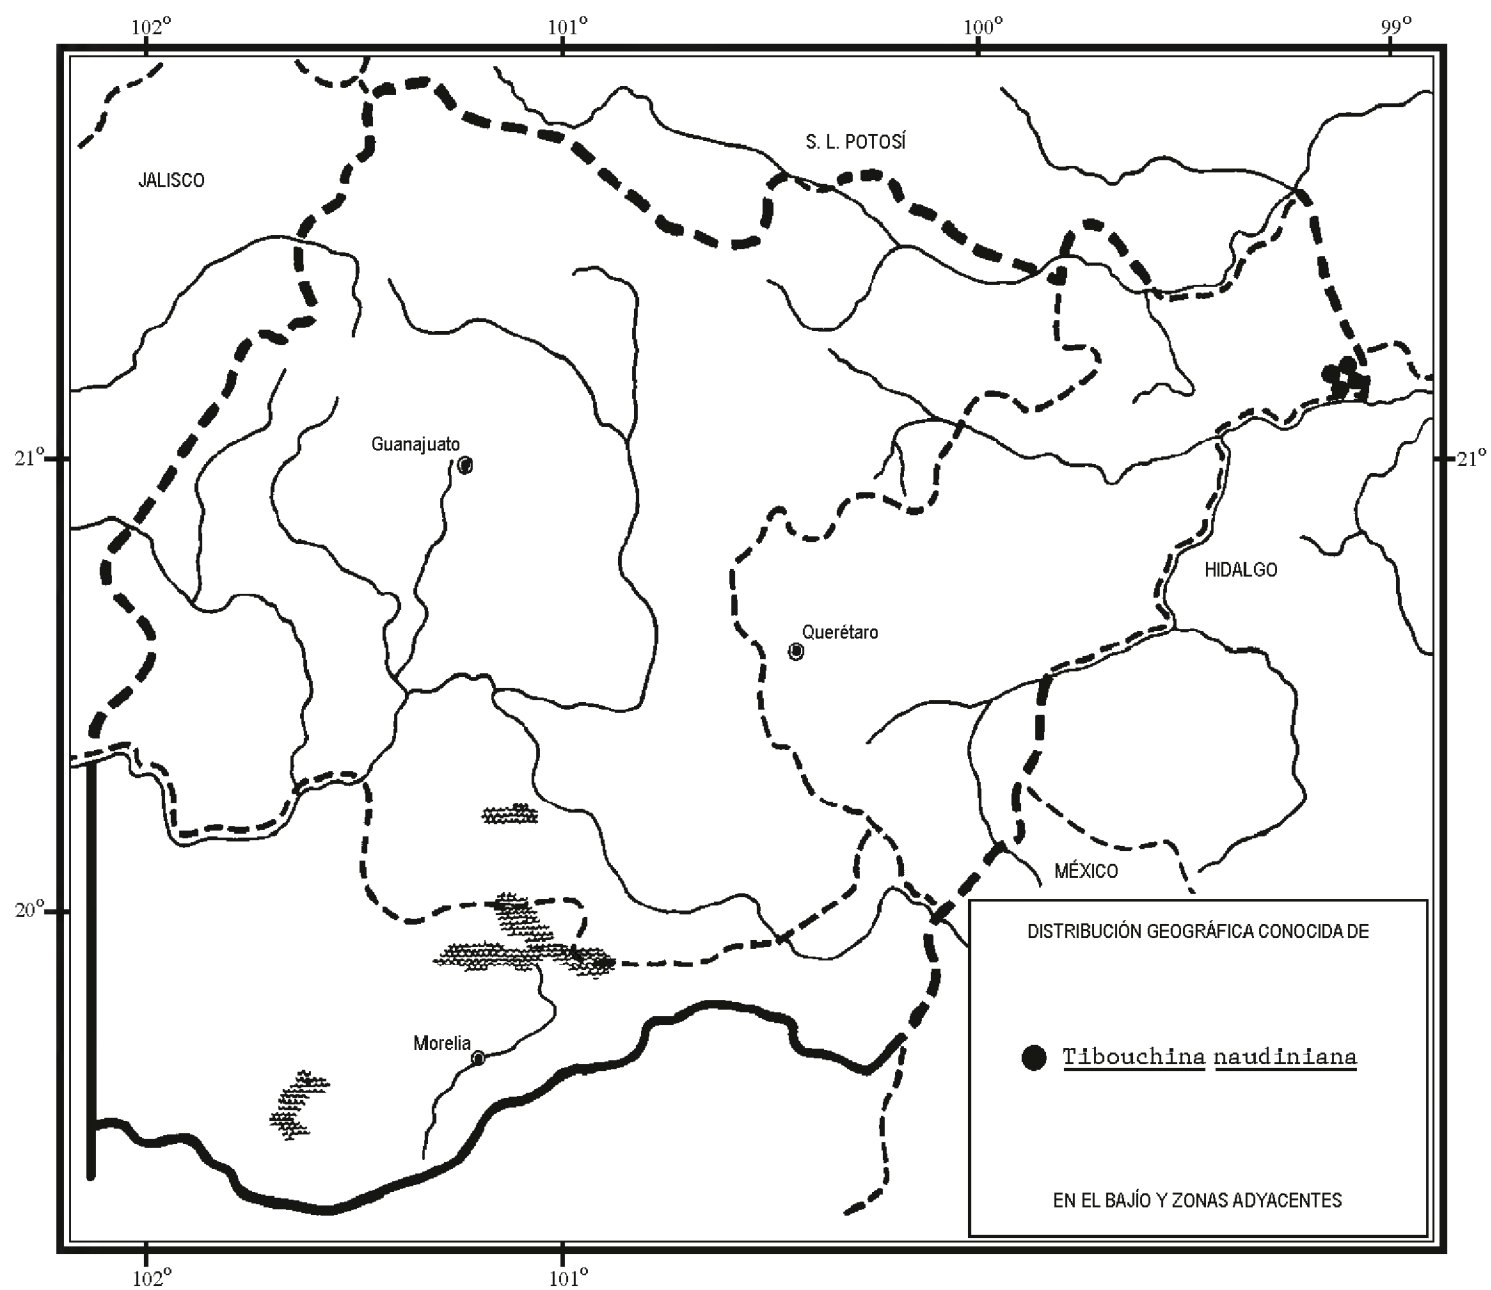 102° 101° 100° 99°
S. L. POTOSÍ
JALISCO
Guanajuato
21° 21°
HIDALGO
Querétaro
MÉXICO
20°
DISTRIBUCIÓN GEOGRÁFICA CONOCIDA DE
Morelia
Tibouchina naudiniana
EN EL BAJÍO Y ZONAS ADYACENTES
102° 101°